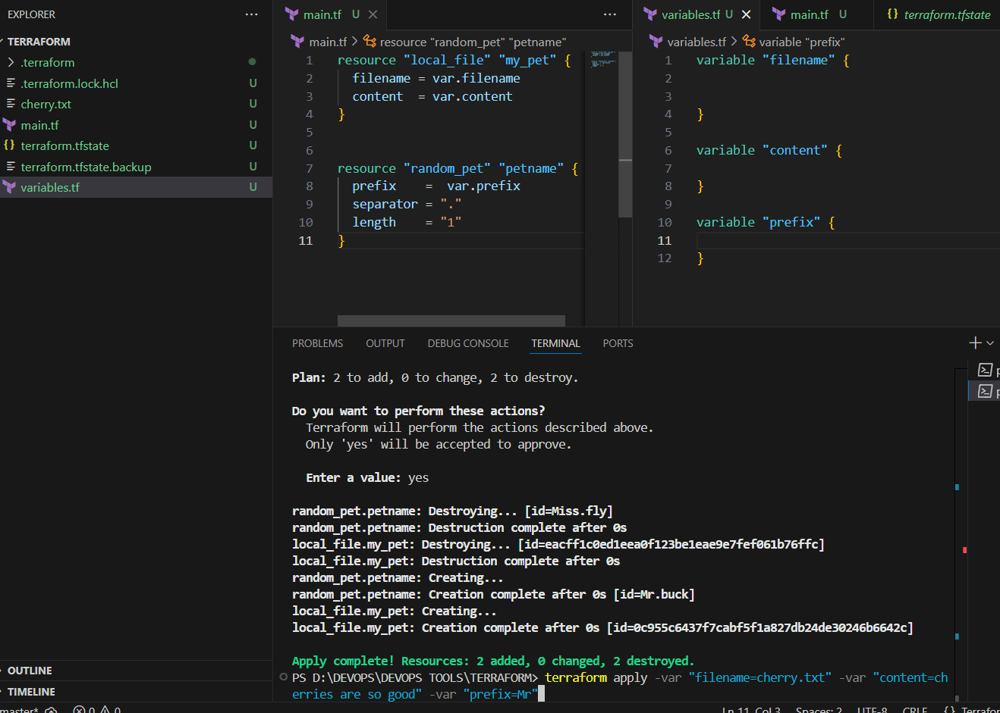 EXPLORER
TERRAFORM
.terraform
.terraform.lock.hcl U
cherry.txt U
main.tf U
terraform.tfstate U
terraform.tfstate.backup U
variables.tf U
OUTLINE
TIMELINE
main.tf U
main.tf > resource "random_pet" "petname"
1 resource "local_file" "my_pet" {
2 filename = var.filename
3 content = var.content
4 }
5
6
7 resource "random_pet" "petname" {
8 prefix = var.prefix
9 separator = "."
10 length = "1"
11 }
variables.tf U main.tf U terraform.tfstate
variables.tf > variable "prefix"
1 variable "filename" {
2
3
4 }
5
6 variable "content" {
7
8 }
9
10 variable "prefix" {
11
12 }
PROBLEMS OUTPUT DEBUG CONSOLE TERMINAL PORTS
Plan: 2 to add, 0 to change, 2 to destroy.
Do you want to perform these actions?
Terraform will perform the actions described above.
Only 'yes' will be accepted to approve.
Enter a value: yes
random_pet.petname: Destroying... [id=Miss.fly]
random_pet.petname: Destruction complete after 0s
local_file.my_pet: Destroying... [id=eacff1c0ed1eea0f123be1eae9e7fef061b76ffc]
local_file.my_pet: Destruction complete after 0s
random_pet.petname: Creating...
random_pet.petname: Creation complete after 0s [id=Mr.buck]
local_file.my_pet: Creating...
local_file.my_pet: Creation complete after 0s [id=0c955c6437f7cabf5f1a827db24de30246b6642c]
Apply complete! Resources: 2 added, 0 changed, 2 destroyed.
PS D:\DEVOPS\DEVOPS TOOLS\TERRAFORM> terraform apply -var "filename=cherry.txt" -var "content=ch
erries are so good" -var "prefix=Mr"
master* 0 0 Ln 11, Col 3 Spaces: 2 UTF-8 CRLF {} Terrafor